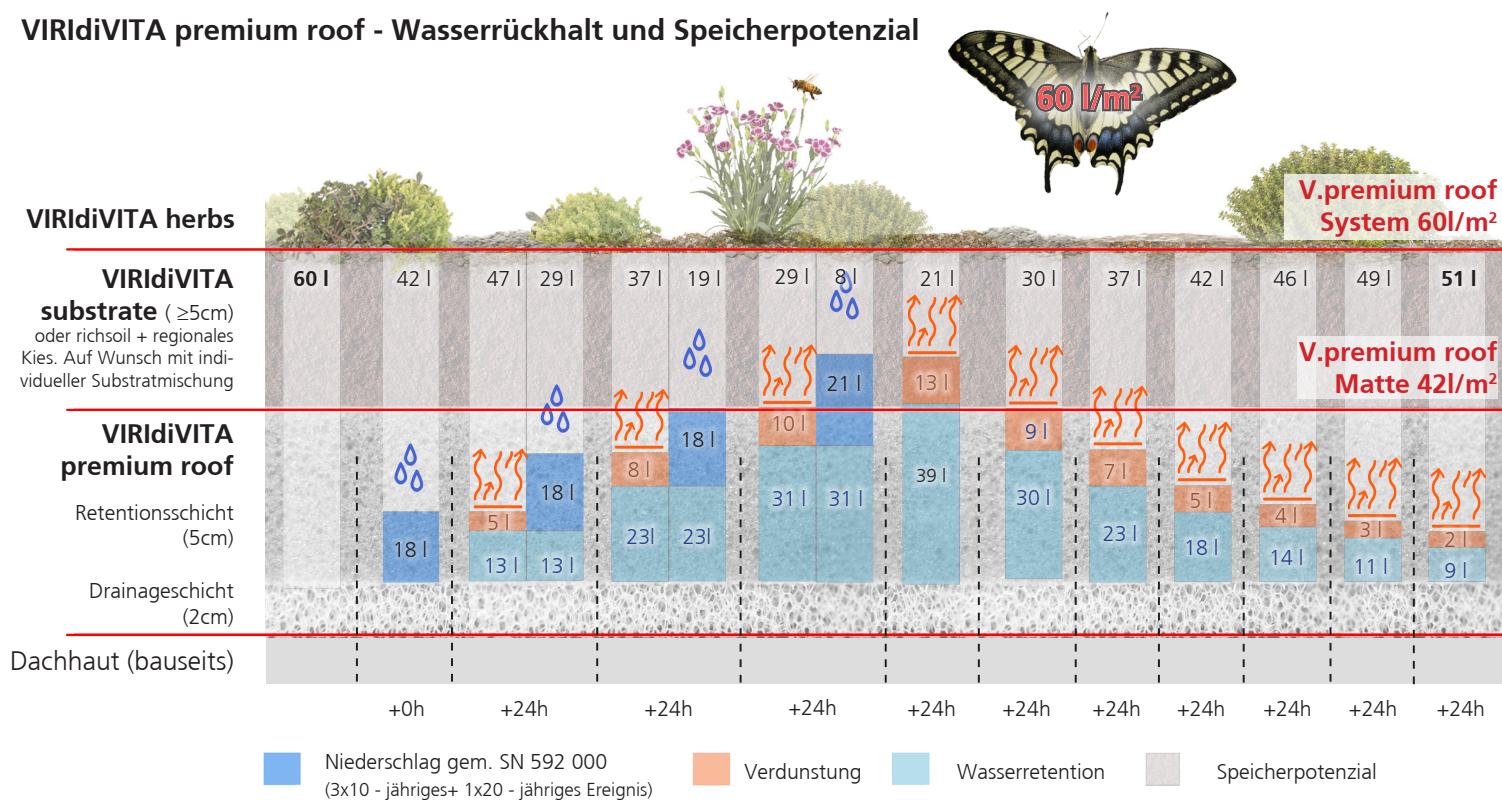 VIRIdiVITA premium roof - Wasserrückhalt und Speicherpotenzial
60 l/m²
V.premium roof
System 60l/m²
VIRIdiVITA herbs
VIRIdiVITA
substrate ( ≥5cm)
oder richsoil + regionales
Kies. Auf Wunsch mit indi-
vidueller Substratmischung
60 l 42 l 47 l 29 l 37 l 19 l 29 l 8 l 21 l 30 l 37 l 42 l 46 l 49 l 51 l
V.premium roof
Matte 42l/m²
VIRIdiVITA
premium roof
Retentionsschicht
(5cm)
Drainageschicht
(2cm)
18 l
5 l 18 l
13 l 13 l
8 l 18 l
23l 23l
10 l 21 l
31 l 31 l
13 l
39 l
9 l
30 l
7 l
23 l
5 l
18 l
4 l
14 l
3 l
11 l
2 l
9 l
Dachhaut (bauseits)
+0h +24h +24h +24h +24h +24h +24h +24h +24h +24h +24h
Niederschlag gem. SN 592 000
(3x10 - jähriges+ 1x20 - jähriges Ereignis)
Verdunstung
Wasserretention
Speicherpotenzial